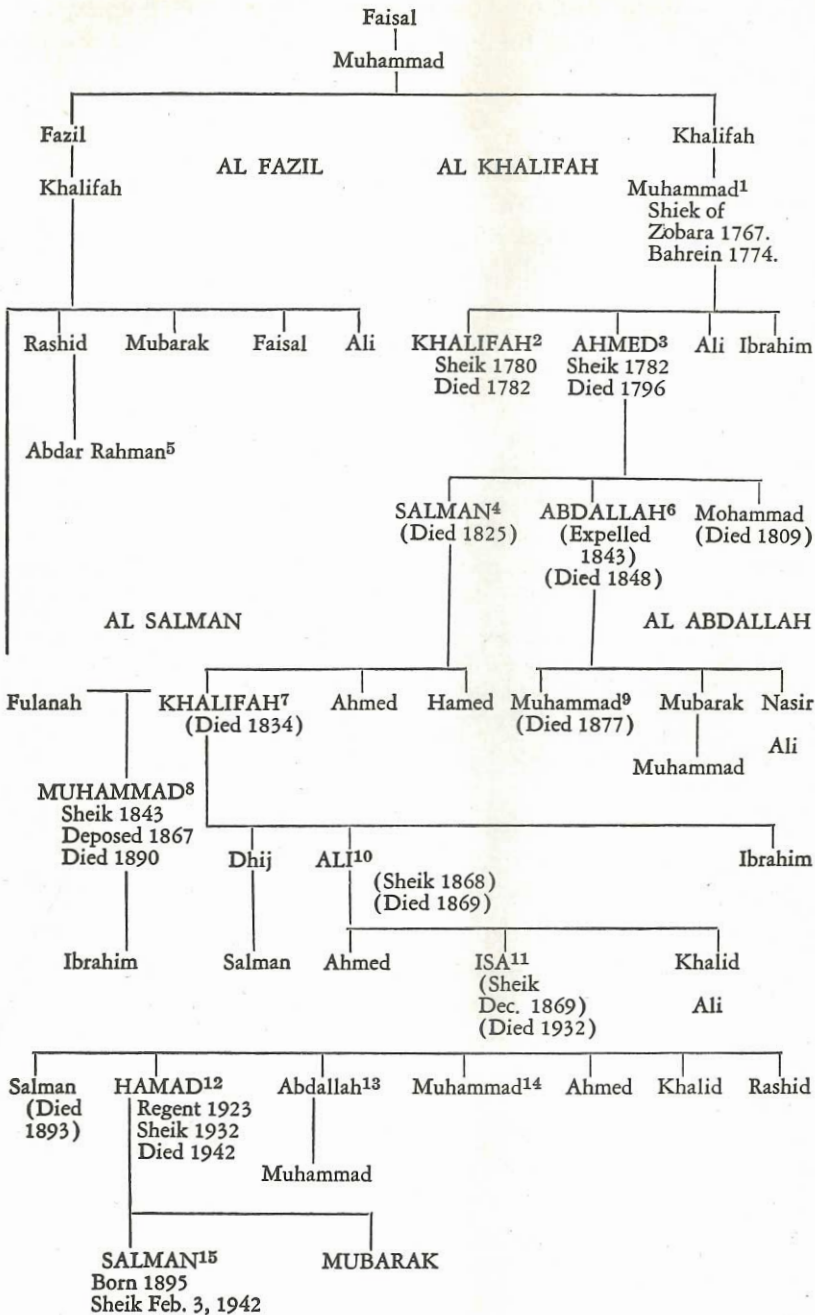 Faisal
Muhammad
Fazil
Khalifah
AL FAZIL
AL KHALIFAH
Khalifah
Muhammad¹
Shiek of
Zobara 1767.
Bahrein 1774.
Rashid
Mubarak
Faisal
Ali
KHALIFAH²
Sheik 1780
Died 1782
AHMED³
Sheik 1782
Died 1796
Ali
Ibrahim
Abdar Rahman⁵
SALMAN⁴
(Died 1825)
ABDALLAH⁶
(Expelled
1843)
(Died 1848)
Mohammad
(Died 1809)
AL SALMAN
AL ABDALLAH
Fulanah
KHALIFAH⁷
(Died 1834)
Ahmed
Hamed
Muhammad⁹
(Died 1877)
Mubarak
Nasir
Ali
Muhammad
MUHAMMAD⁸
Sheik 1843
Deposed 1867
Died 1890
Dhij
ALI¹⁰
(Sheik 1868)
(Died 1869)
Ibrahim
Ibrahim
Salman
Ahmed
ISA¹¹
(Sheik
Dec. 1869)
(Died 1932)
Khalid
Ali
Salman
(Died
1893)
HAMAD¹²
Regent 1923
Sheik 1932
Died 1942
Abdallah¹³
Muhammad¹⁴
Ahmed
Khalid
Rashid
Muhammad
SALMAN¹⁵
Born 1895
Sheik Feb. 3, 1942
MUBARAK